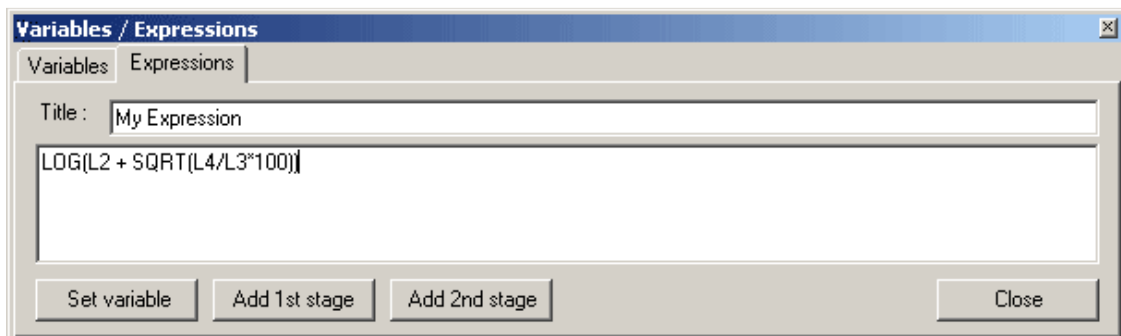 Variables / Expressions
Variables Expressions
Title : My Expression
LOG(L2 + SQRT(L4/L3*100))
Set variable Add 1st stage Add 2nd stage Close